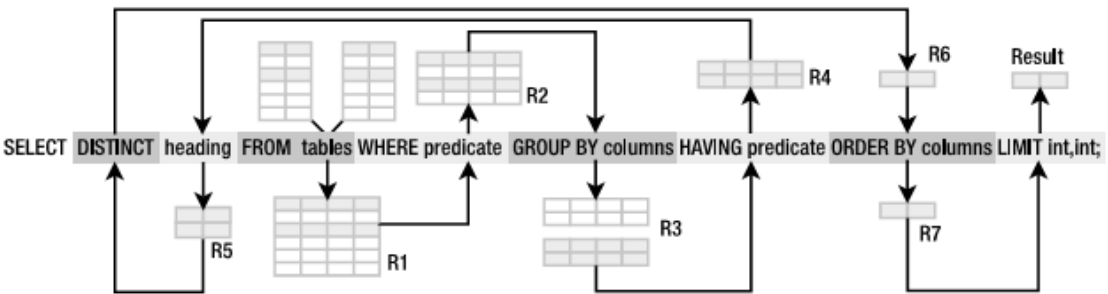 R6
Result
R4
R2
SELECT DISTINCT heading FROM tables WHERE predicate GROUP BY columns HAVING predicate ORDER BY columns LIMIT int,int;
R5
R1
R3
R7